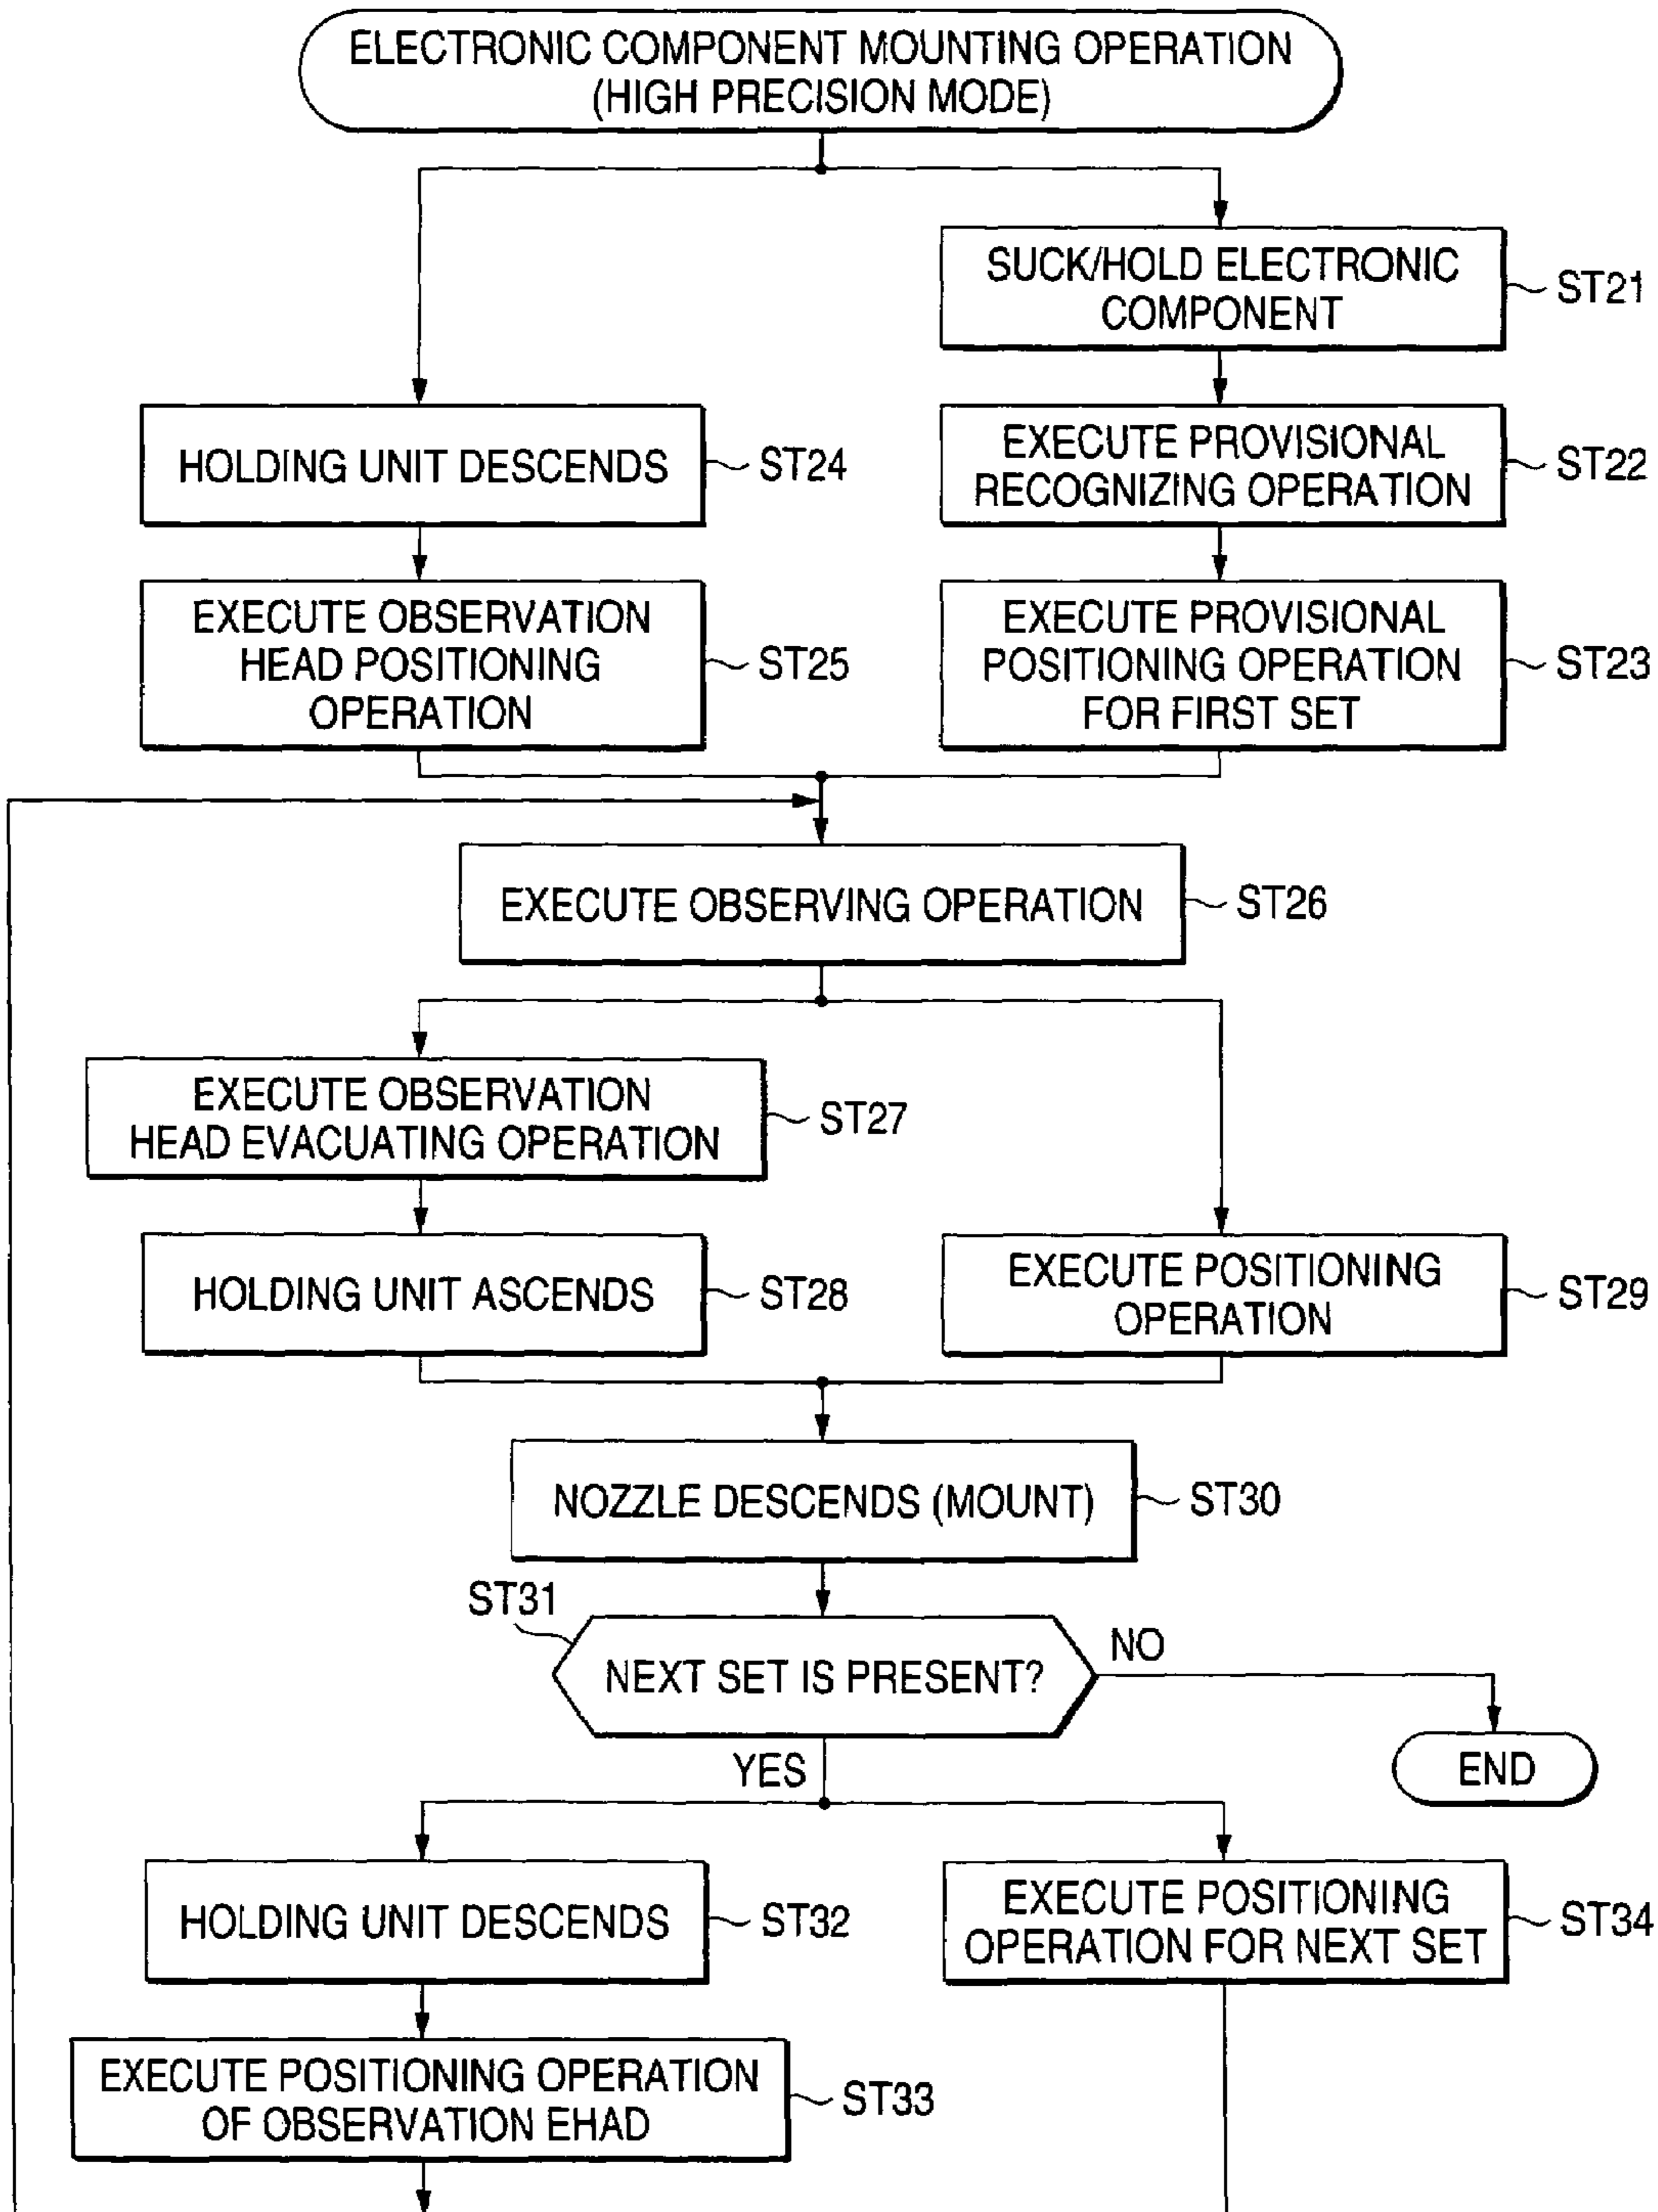 ELECTRONIC COMPONENT MOUNTING OPERATION
(HIGH PRECISION MODE)
SUCK/HOLD ELECTRONIC
COMPONENT
ST21
HOLDING UNIT DESCENDS
ST24
EXECUTE PROVISIONAL
RECOGNIZING OPERATION
ST22
EXECUTE OBSERVATION
HEAD POSITIONING
OPERATION
ST25
EXECUTE PROVISIONAL
POSITIONING OPERATION
FOR FIRST SET
ST23
EXECUTE OBSERVING OPERATION
ST26
EXECUTE OBSERVATION
HEAD EVACUATING OPERATION
ST27
HOLDING UNIT ASCENDS
ST28
EXECUTE POSITIONING
OPERATION
ST29
NOZZLE DESCENDS (MOUNT)
ST30
ST31
NEXT SET IS PRESENT?
NO
END
YES
HOLDING UNIT DESCENDS
ST32
EXECUTE POSITIONING
OPERATION FOR NEXT SET
ST34
EXECUTE POSITIONING OPERATION
OF OBSERVATION EHAD
ST33